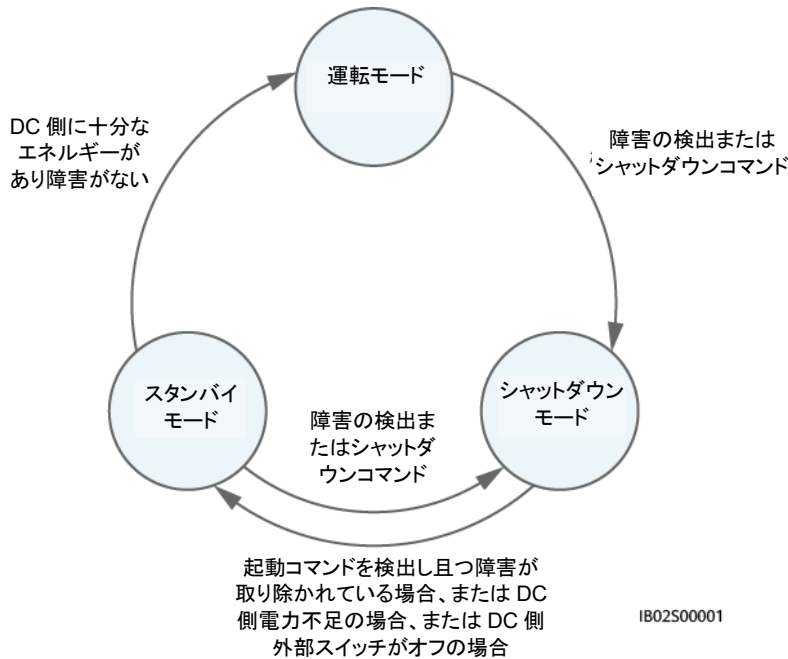 運転モード
DC 側に十分な
エネルギーが
あり障害がない
障害の検出または
シャットダウンコマンド
スタンバイ
モード
シャットダウン
モード
障害の検出ま
たはシャットダ
ウンコマンド
起動コマンドを検出し且つ障害が
取り除かれている場合、または DC
側電力不足の場合、または DC 側
外部スイッチがオフの場合
IB02S00001